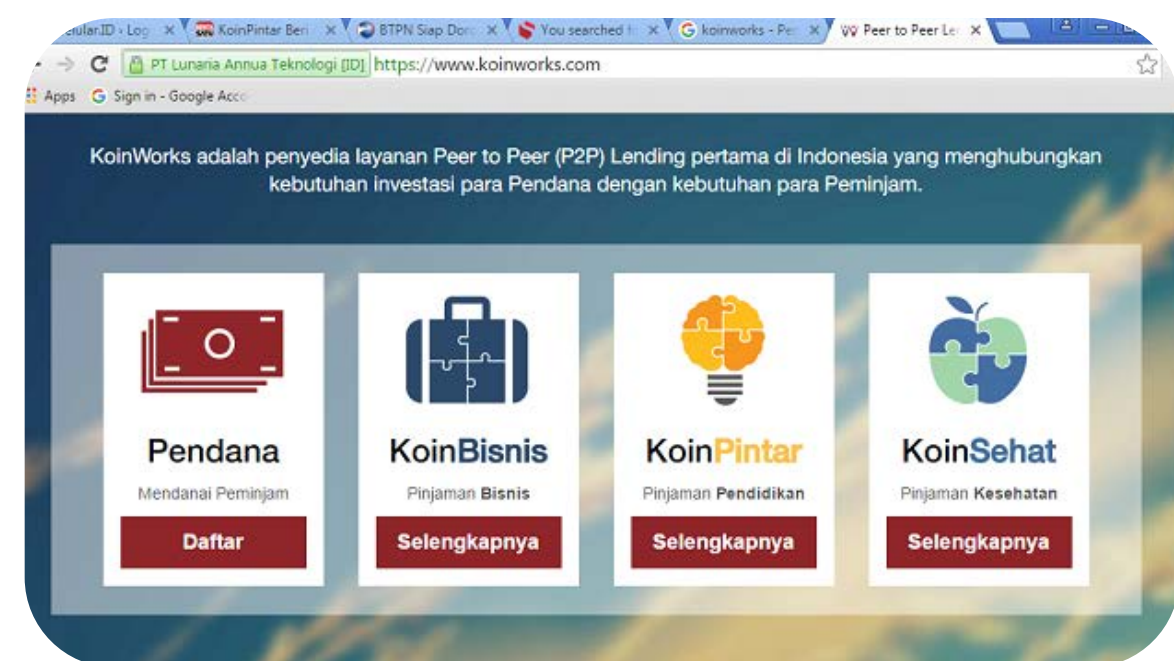 Log
KoinPintar Beri
BTPN Siap Dor
You searched f
koinworks - Pe
Peer to Peer Le
PT Lunaria Annua Teknologi [ID]
https://www.koinworks.com
Apps
Sign in - Google Acco
KoinWorks adalah penyedia layanan Peer to Peer (P2P) Lending pertama di Indonesia yang menghubungkan
kebutuhan investasi para Pendana dengan kebutuhan para Peminjam.
Pendana
Mendanai Peminjam
Daftar
KoinBisnis
Pinjaman Bisnis
Selengkapnya
KoinPintar
Pinjaman Pendidikan
Selengkapnya
KoinSehat
Pinjaman Kesehatan
Selengkapnya